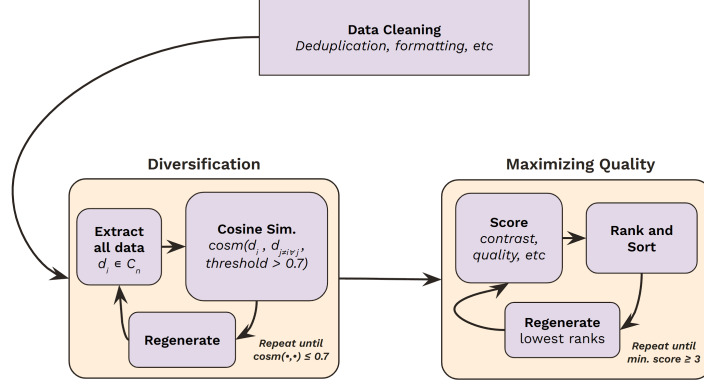 Data Cleaning
Deduplication, formatting, etc
Diversification
Maximizing Quality
Extract
all data
dᵢ ∈ Cₙ
Cosine Sim.
cosm(dᵢ , dⱼ≠ᵢ∀ⱼ ,
threshold > 0.7)
Regenerate
Repeat until
cosm(•,•) ≤ 0.7
Score
contrast,
quality, etc
Rank and
Sort
Regenerate
lowest ranks
Repeat until
min. score ≥ 3